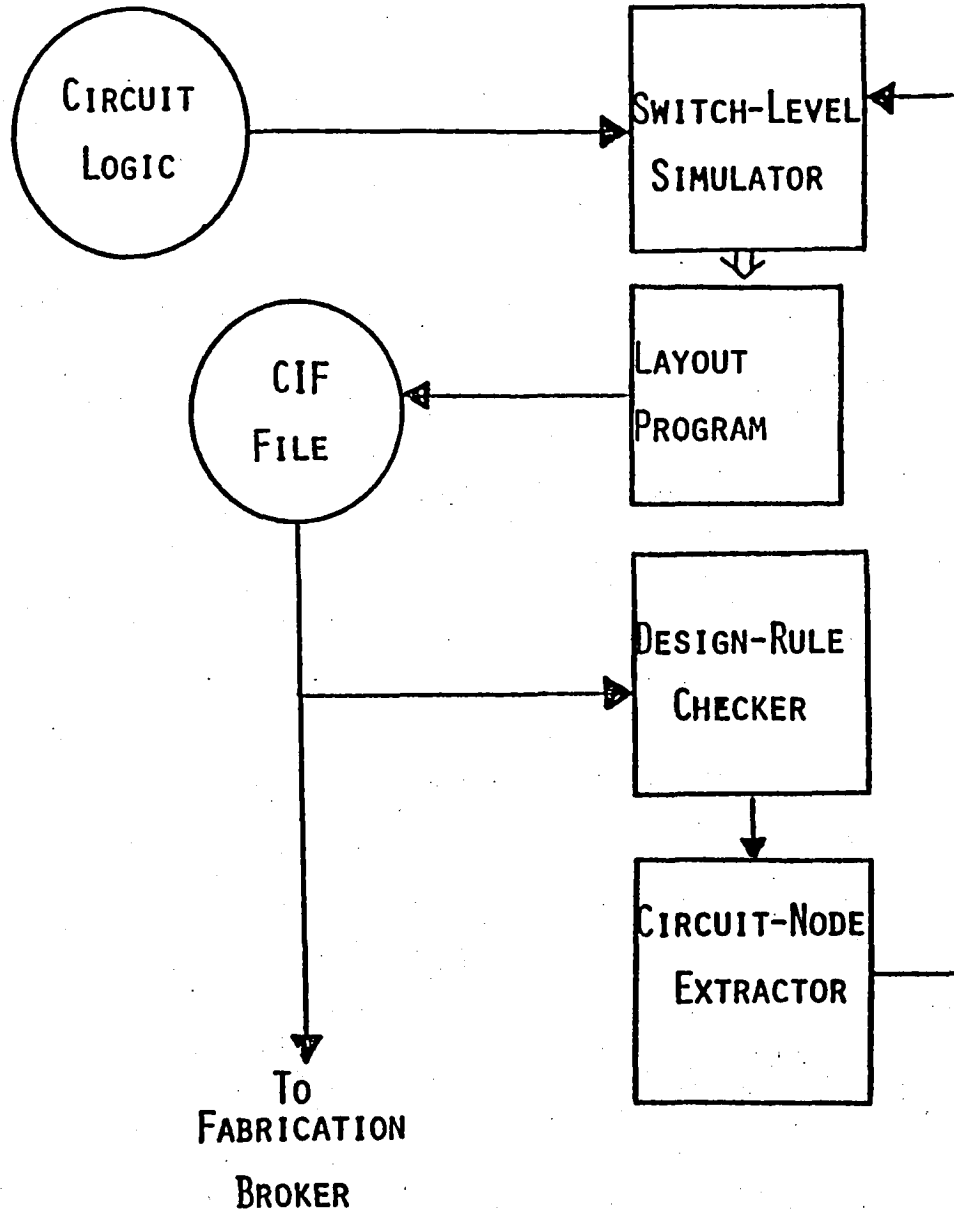 CIRCUIT
LOGIC
SWITCH-LEVEL
SIMULATOR
CIF
FILE
LAYOUT
PROGRAM
DESIGN-RULE
CHECKER
CIRCUIT-NODE
EXTRACTOR
TO
FABRICATION
BROKER